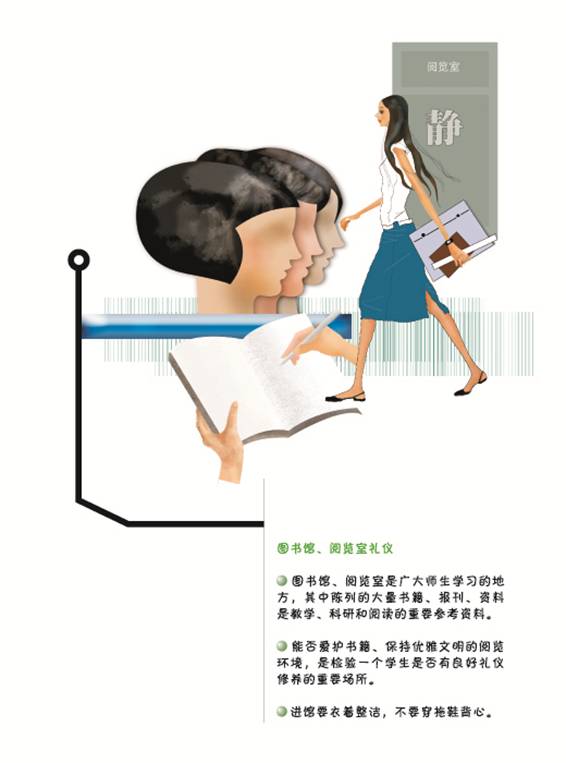 阅览室
静
图书馆、阅览室礼仪
图书馆、阅览室是广大师生学习的地
方，其中陈列的大量书籍、报刊、资料
是教学、科研和阅读的重要参考资料。
能否爱护书籍、保持优雅文明的阅览
环境，是检验一个学生是否有良好礼仪
修养的重要场所。
进馆要衣着整洁，不要穿拖鞋背心。